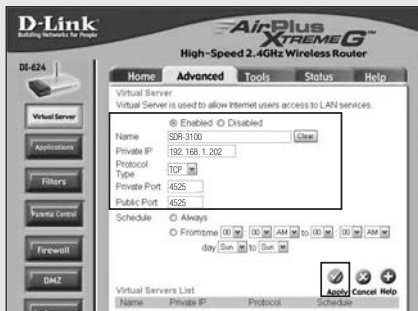 D-Link
Building Networks for People
AirPlus
XTREME G
High-Speed 2.4GHz Wireless Router
DI-624
Home Advanced Tools Status Help
Virtual Server
Virtual Server is used to allow Internet users access to LAN services.
Enabled Disabled
Name SDR-3100 Clear
Private IP 192.168.1.202
Protocol
Type TCP
Private Port 4525
Public Port 4525
Schedule Always
From time 00 : 00 AM to 00 : 00 AM
day Sun to Sun
Apply Cancel Help
Virtual Servers List
Name Private IP Protocol Schedule
Virtual Server
Applications
Filters
Parental Control
Firewall
DMZ